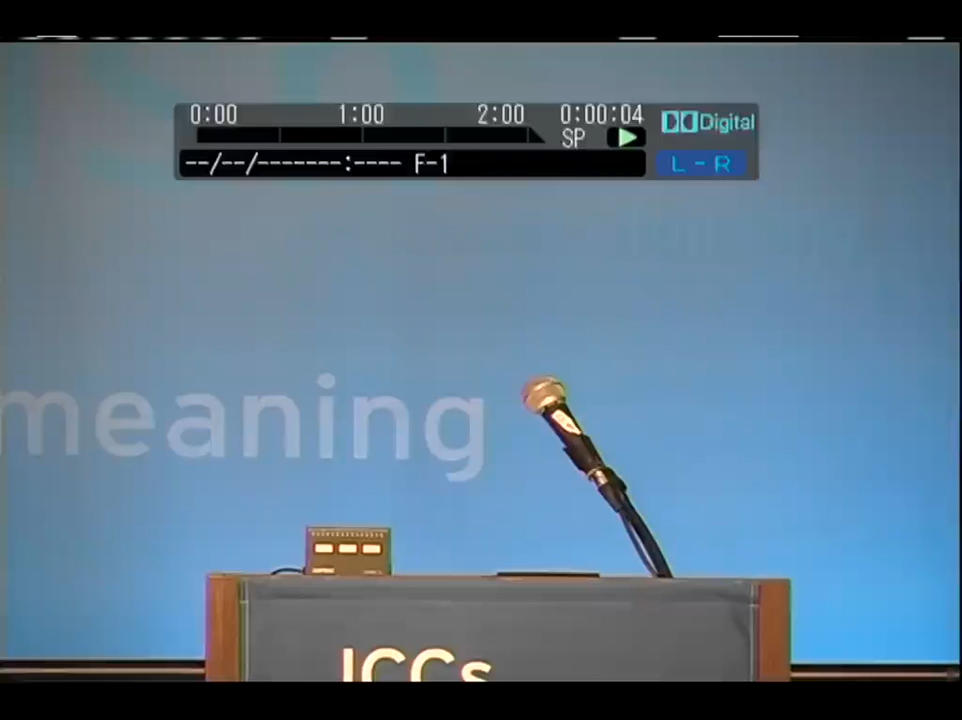 0:00 1:00 2:00 0:00:04
SP
Digital
--/--/-------:---- F-1
L - R
meaning
ICCs